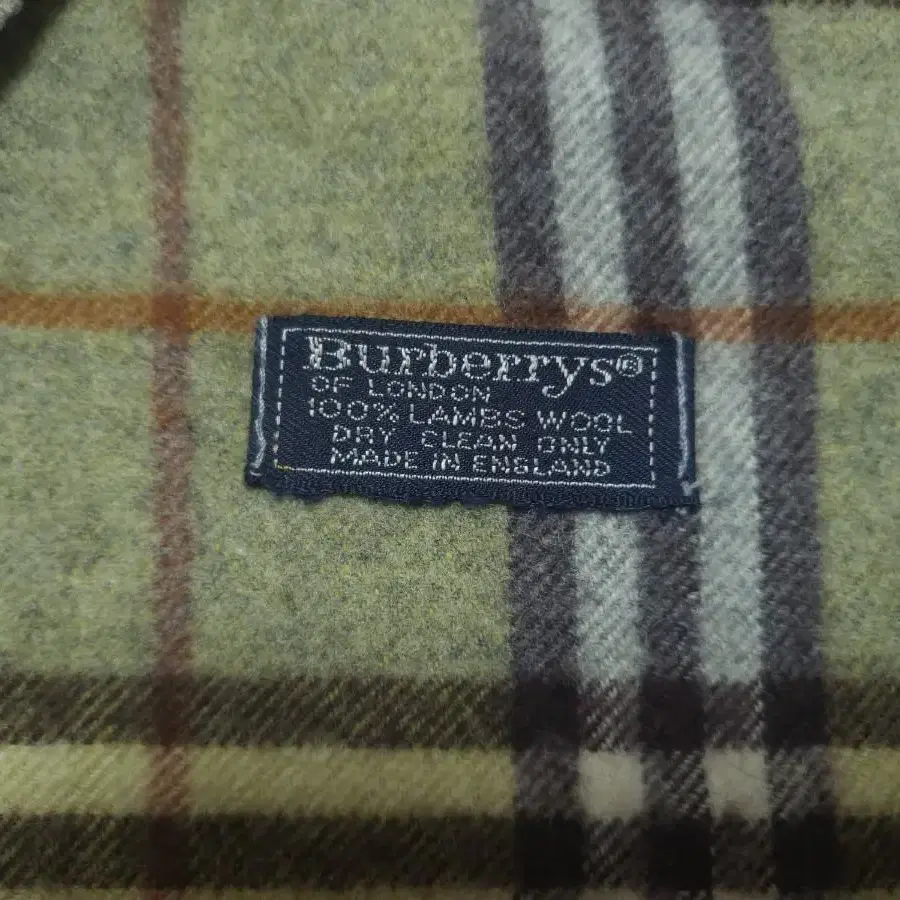 Burberrys®
OF LONDON
100% LAMBS WOOL
DRY CLEAN ONLY
MADE IN ENGLAND